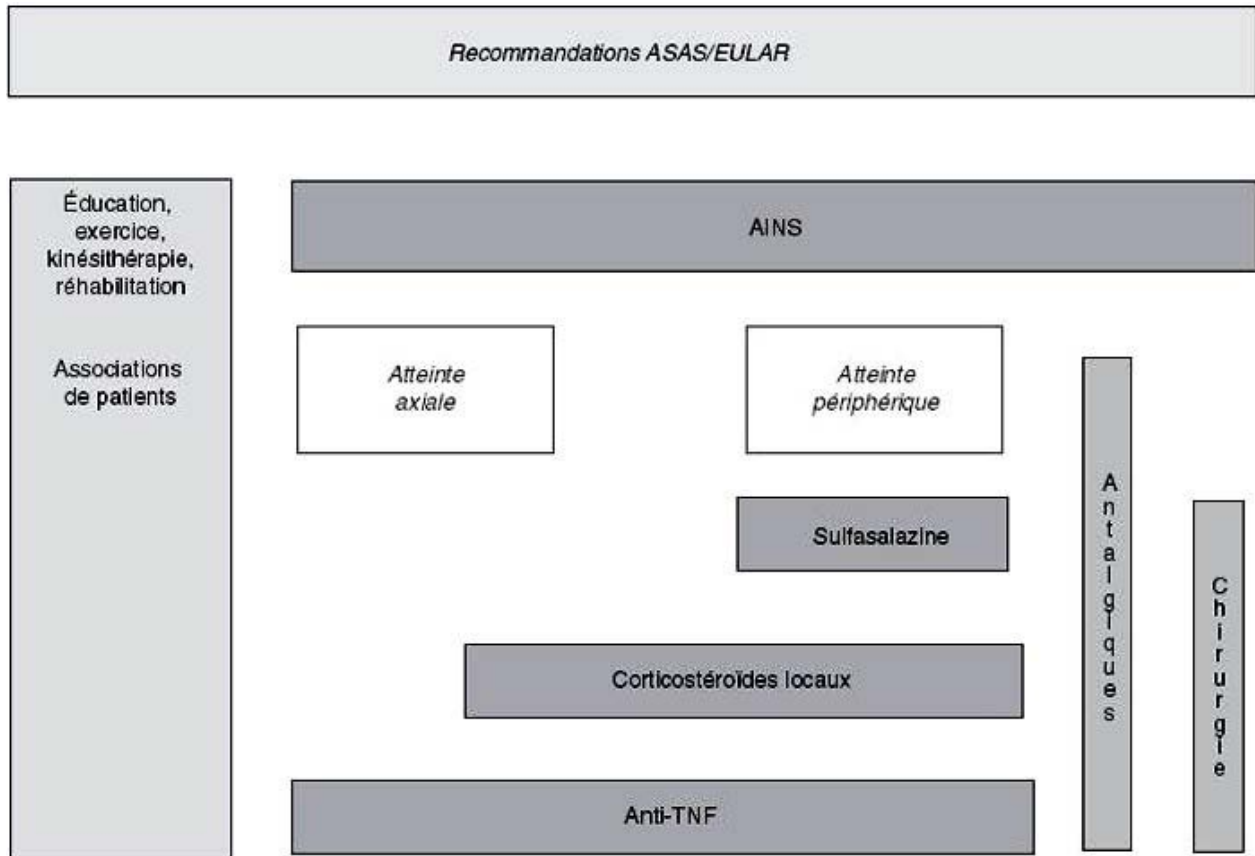 Recommandations ASAS/EULAR
Éducation,
exercice,
kinésithérapie,
réhabilitation
Associations
de patients
AINS
Atteinte
axiale
Atteinte
périphérique
Sulfasalazine
Corticostéroïdes locaux
Anti-TNF
Antalgiques
Chirurgie